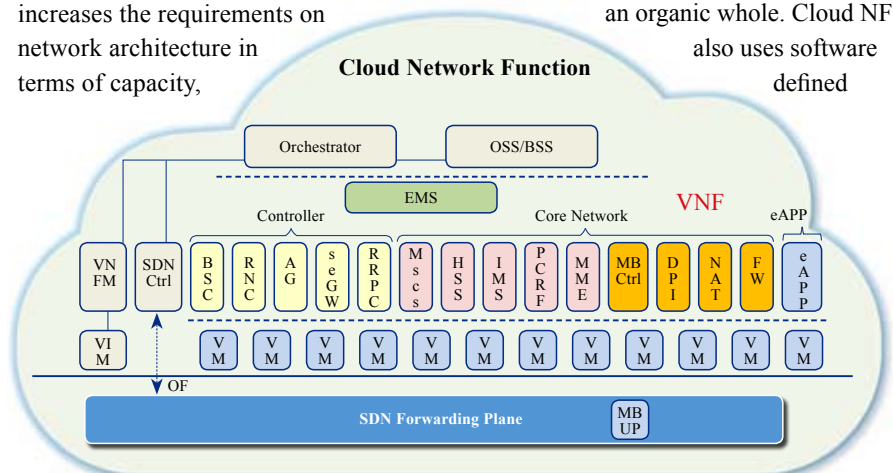 increases the requirements on
network architecture in
terms of capacity,
an organic whole. Cloud NF
also uses software
defined
Cloud Network Function
Orchestrator
OSS/BSS
EMS
VNF
Controller
Core Network
eAPP
VN
FM
SDN
Ctrl
B
S
C
R
N
C
A
G
s
e
G
W
R
R
P
C
M
s
c
s
H
S
S
I
M
S
P
C
R
F
M
M
E
MB
Ctrl
D
P
I
N
A
T
F
W
e
A
P
P
VI
M
V
M
V
M
V
M
V
M
V
M
V
M
V
M
V
M
V
M
V
M
V
M
V
M
OF
SDN Forwarding Plane
MB
UP